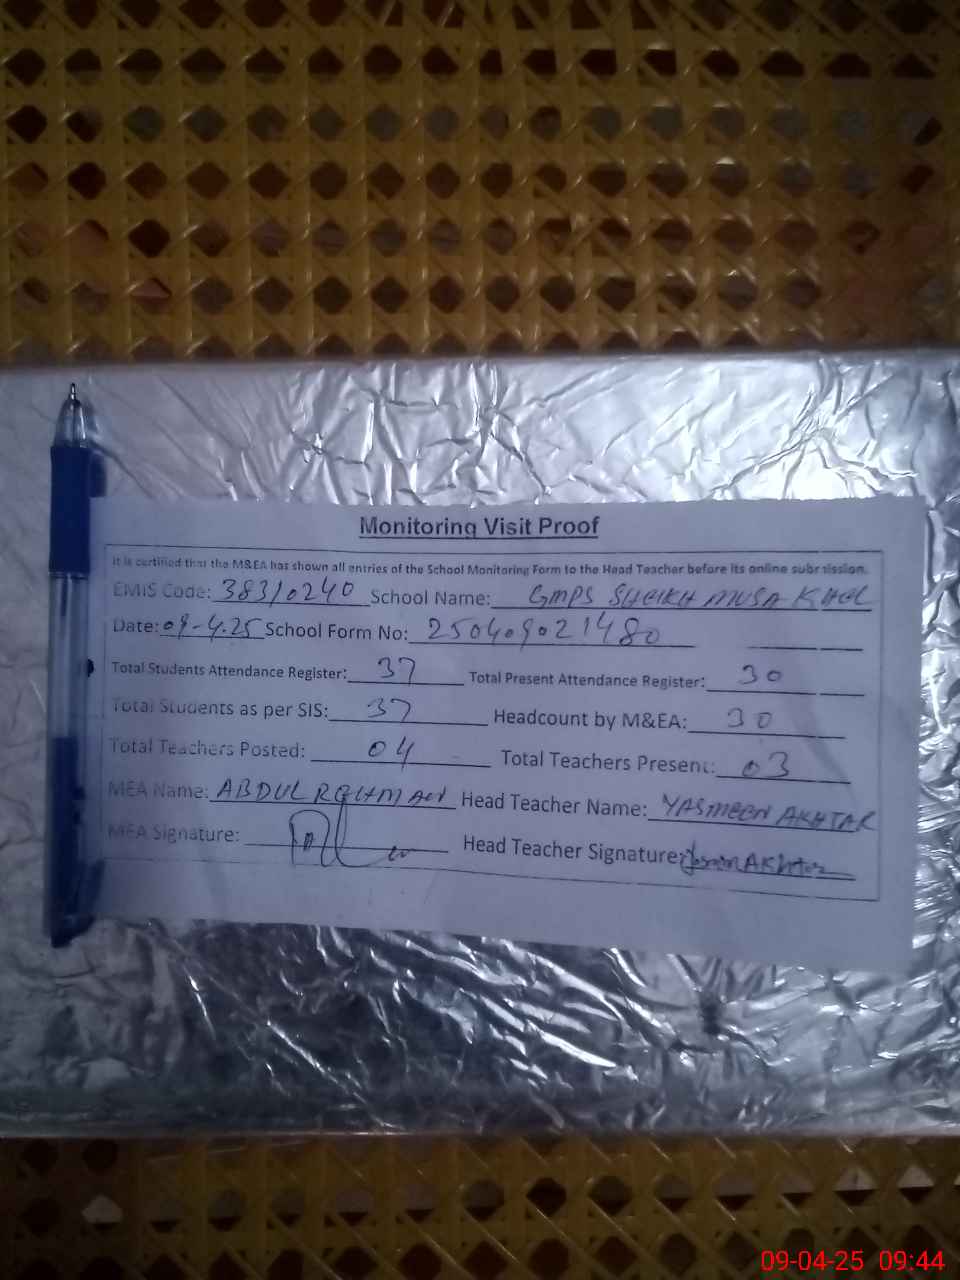 Monitoring Visit Proof
It is certified that the M&EA has shown all entries of the School Monitoring Form to the Head Teacher before its online submission.
EMIS Code: 38310240 School Name: GMPS SHEIKH MUSA KHEL
Date: 09-4-25 School Form No: 250409021480
Total Students Attendance Register: 37 Total Present Attendance Register: 30
Total Students as per SIS: 37 Headcount by M&EA: 30
Total Teachers Posted: 04 Total Teachers Present: 03
MEA Name: ABDUL REHMAN Head Teacher Name: YASMEEN AKHTAR
MEA Signature: Head Teacher Signature: Akhtar
09-04-25 09:44